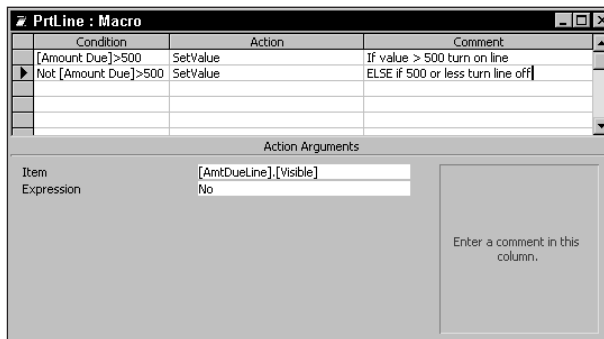 PrtLine : Macro
Condition Action Comment
[Amount Due]>500 SetValue If value > 500 turn on line
Not [Amount Due]>500 SetValue ELSE if 500 or less turn line off
Action Arguments
Item [AmtDueLine].[Visible]
Expression No
Enter a comment in this
column.